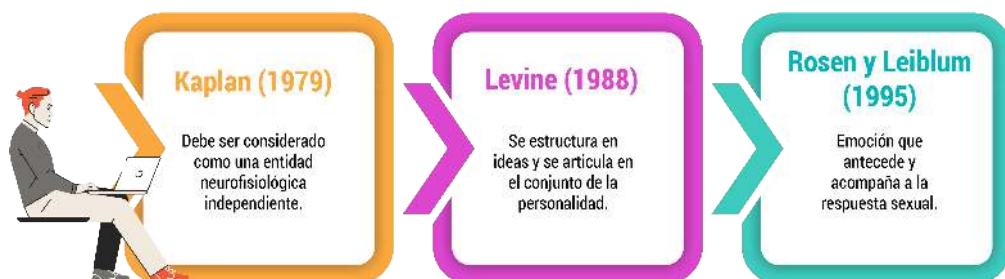 Kaplan (1979)
Debe ser considerado
como una entidad
neurofisiológica
independiente.
Levine (1988)
Se estructura en
ideas y se articula en
el conjunto de la
personalidad.
Rosen y Leiblum
(1995)
Emoción que
antecede y
acompaña a la
respuesta sexual.